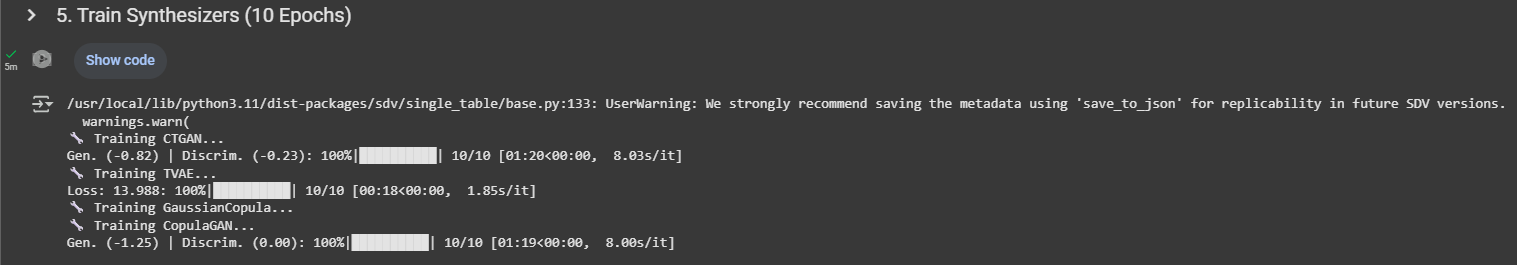 5. Train Synthesizers (10 Epochs)
5m
Show code
/usr/local/lib/python3.11/dist-packages/sdv/single_table/base.py:133: UserWarning: We strongly recommend saving the metadata using 'save_to_json' for replicability in future SDV versions.
warnings.warn(
Training CTGAN...
Gen. (-0.82) | Discrim. (-0.23): 100%|██████████| 10/10 [01:20<00:00,  8.03s/it]
Training TVAE...
Loss: 13.988: 100%|██████████| 10/10 [00:18<00:00,  1.85s/it]
Training GaussianCopula...
Training CopulaGAN...
Gen. (-1.25) | Discrim. (0.00): 100%|██████████| 10/10 [01:19<00:00,  8.00s/it]